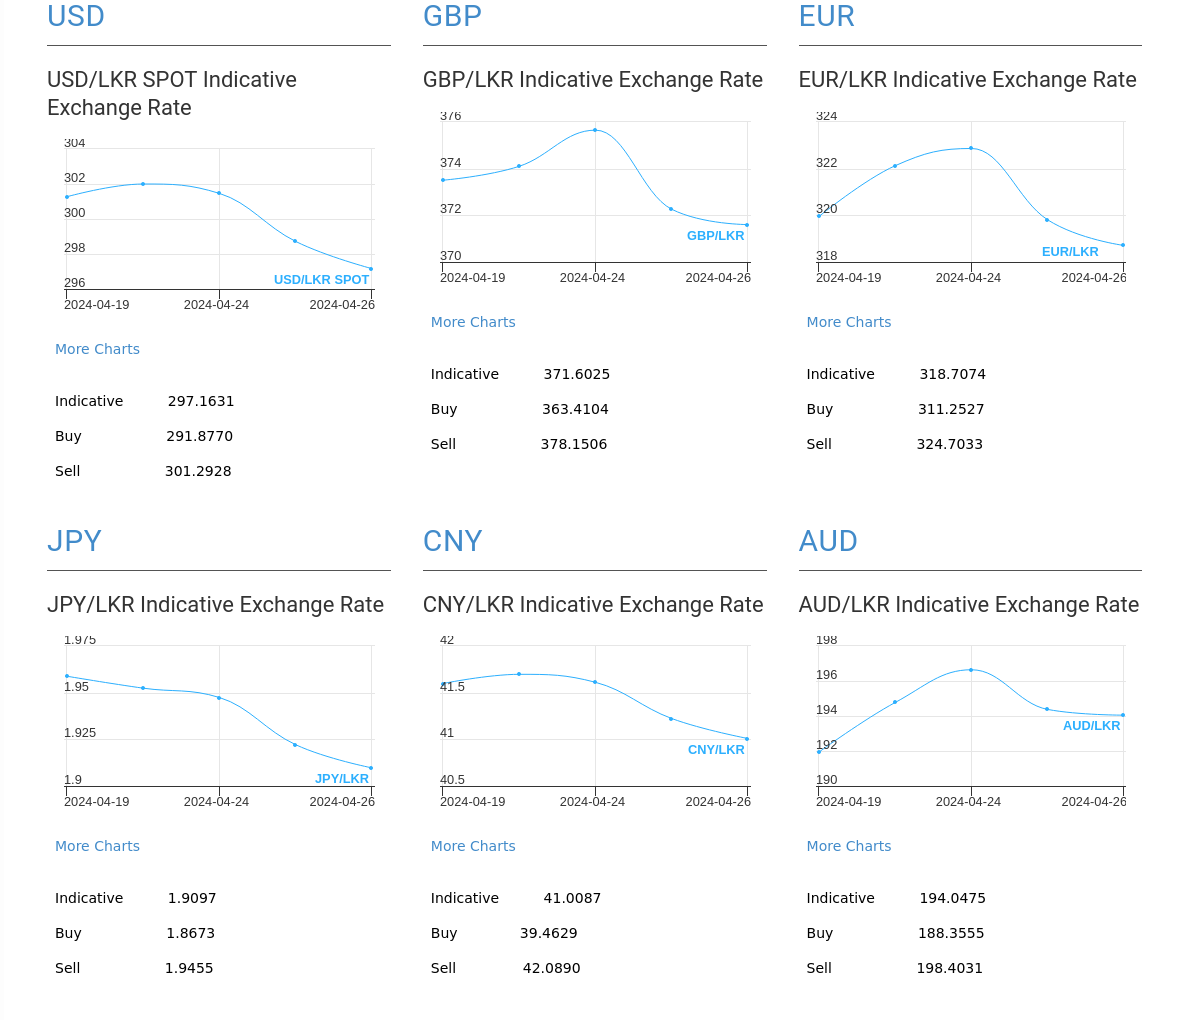 USD
USD/LKR SPOT Indicative
Exchange Rate
304
302
300
298
296
USD/LKR SPOT
2024-04-19 2024-04-24 2024-04-26
More Charts
Indicative 297.1631
Buy 291.8770
Sell 301.2928
GBP
GBP/LKR Indicative Exchange Rate
376
374
372
370
GBP/LKR
2024-04-19 2024-04-24 2024-04-26
More Charts
Indicative 371.6025
Buy 363.4104
Sell 378.1506
EUR
EUR/LKR Indicative Exchange Rate
324
322
320
318
EUR/LKR
2024-04-19 2024-04-24 2024-04-26
More Charts
Indicative 318.7074
Buy 311.2527
Sell 324.7033
JPY
JPY/LKR Indicative Exchange Rate
1.975
1.95
1.925
1.9
JPY/LKR
2024-04-19 2024-04-24 2024-04-26
More Charts
Indicative 1.9097
Buy 1.8673
Sell 1.9455
CNY
CNY/LKR Indicative Exchange Rate
42
41.5
41
40.5
CNY/LKR
2024-04-19 2024-04-24 2024-04-26
More Charts
Indicative 41.0087
Buy 39.4629
Sell 42.0890
AUD
AUD/LKR Indicative Exchange Rate
198
196
194
192
190
AUD/LKR
2024-04-19 2024-04-24 2024-04-26
More Charts
Indicative 194.0475
Buy 188.3555
Sell 198.4031